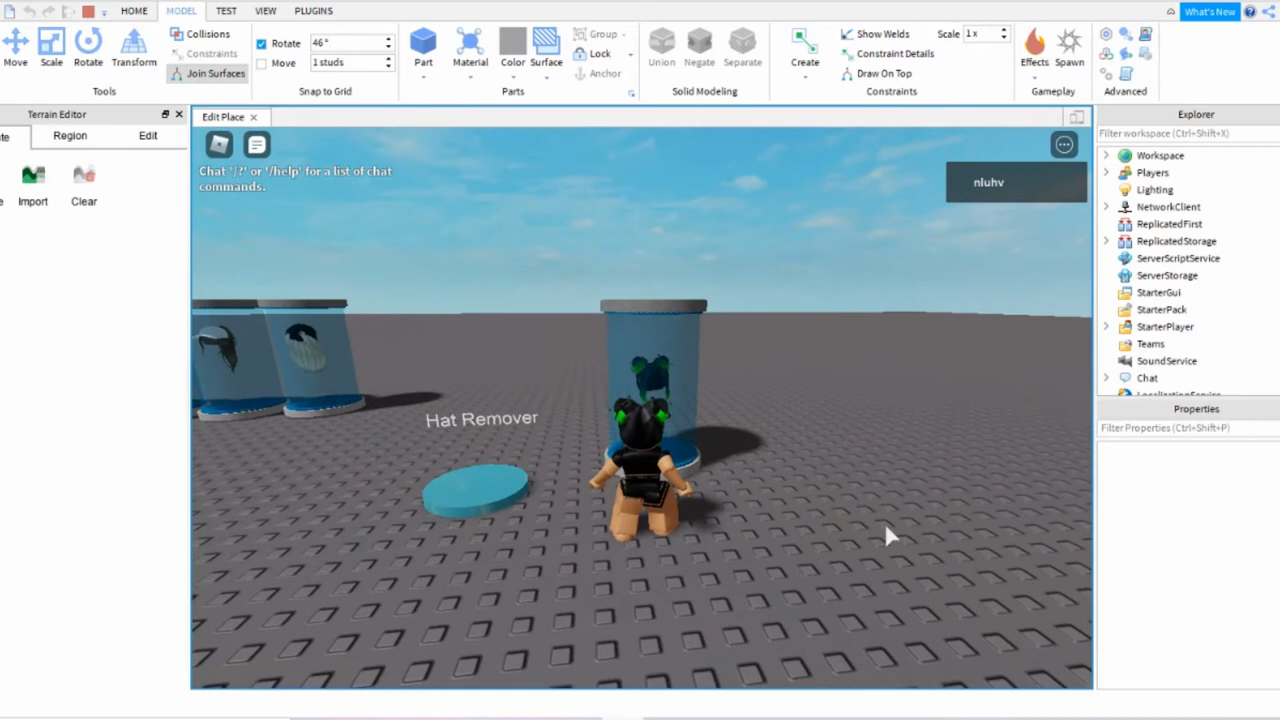 HOME MODEL TEST VIEW PLUGINS What's New
Move Scale Rotate Transform
Collisions
Constraints
Join Surfaces
Tools
Rotate 46°
Move 1 studs
Snap to Grid
Part Material Color Surface
Group
Lock
Anchor
Parts
Union Negate Separate
Solid Modeling
Create
Show Welds Scale 1 x
Constraint Details
Draw On Top
Constraints
Effects Spawn
Gameplay
Advanced
Terrain Editor
Region Edit
Import Clear
Edit Place
Chat '/?' or '/help' for a list of chat
commands.
nluhv
Hat Remover
Explorer
Filter workspace (Ctrl+Shift+X)
Workspace
Players
Lighting
NetworkClient
ReplicatedFirst
ReplicatedStorage
ServerScriptService
ServerStorage
StarterGui
StarterPack
StarterPlayer
Teams
SoundService
Chat
LocalizationService
Properties
Filter Properties (Ctrl+Shift+P)